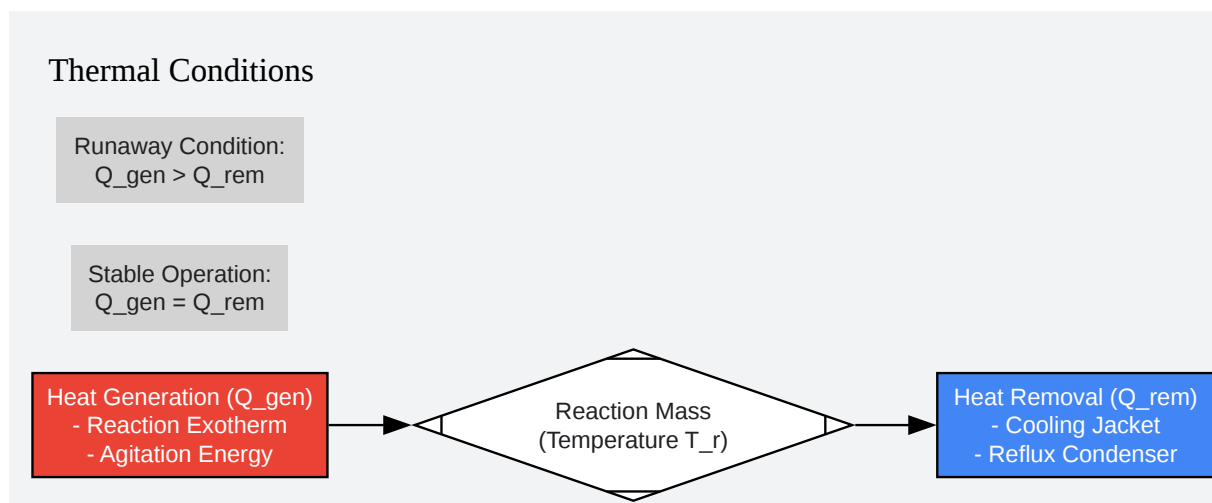 Thermal Conditions
Runaway Condition:
Q_gen > Q_rem
Stable Operation:
Q_gen = Q_rem
Heat Generation (Q_gen)
- Reaction Exotherm
- Agitation Energy
Reaction Mass
(Temperature T_r)
Heat Removal (Q_rem)
- Cooling Jacket
- Reflux Condenser